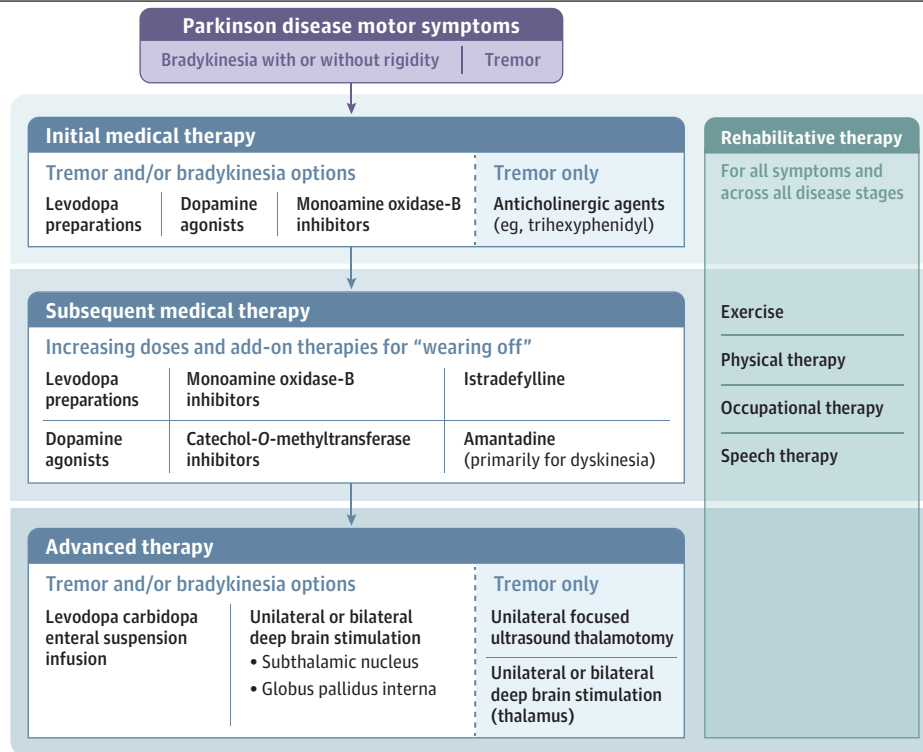 Parkinson disease motor symptoms
Bradykinesia with or without rigidity
Tremor
Initial medical therapy
Tremor and/or bradykinesia options
Levodopa
preparations
Dopamine
agonists
Monoamine oxidase-B
inhibitors
Tremor only
Anticholinergic agents
(eg, trihexyphenidyl)
Subsequent medical therapy
Increasing doses and add-on therapies for “wearing off”
Levodopa
preparations
Monoamine oxidase-B
inhibitors
Istradefylline
Dopamine
agonists
Catechol-O-methyltransferase
inhibitors
Amantadine
(primarily for dyskinesia)
Advanced therapy
Tremor and/or bradykinesia options
Levodopa carbidopa
enteral suspension
infusion
Unilateral or bilateral
deep brain stimulation
• Subthalamic nucleus
• Globus pallidus interna
Tremor only
Unilateral focused
ultrasound thalamotomy
Unilateral or bilateral
deep brain stimulation
(thalamus)
Rehabilitative therapy
For all symptoms and
across all disease stages
Exercise
Physical therapy
Occupational therapy
Speech therapy